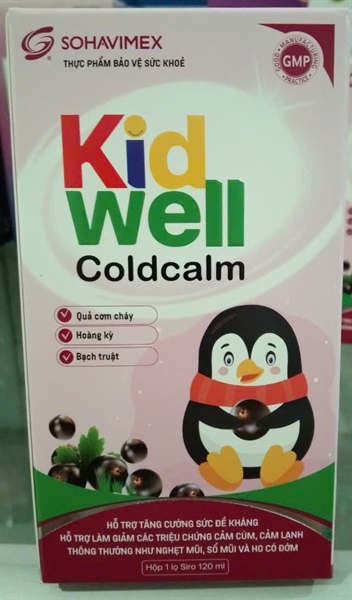 SOHAVIMEX
THỰC PHẨM BẢO VỆ SỨC KHOẺ
GOOD MANUFACTURING PRACTICE
GMP
Kid
Well
Coldcalm
Quả cơm cháy
Hoàng kỳ
Bạch truật
HỖ TRỢ TĂNG CƯỜNG SỨC ĐỀ KHÁNG
HỖ TRỢ LÀM GIẢM CÁC TRIỆU CHỨNG CẢM CÚM, CẢM LẠNH
THÔNG THƯỜNG NHƯ NGHẸT MŨI, SỔ MŨI VÀ HO CÓ ĐỜM
Hộp 1 lọ Siro 120 ml